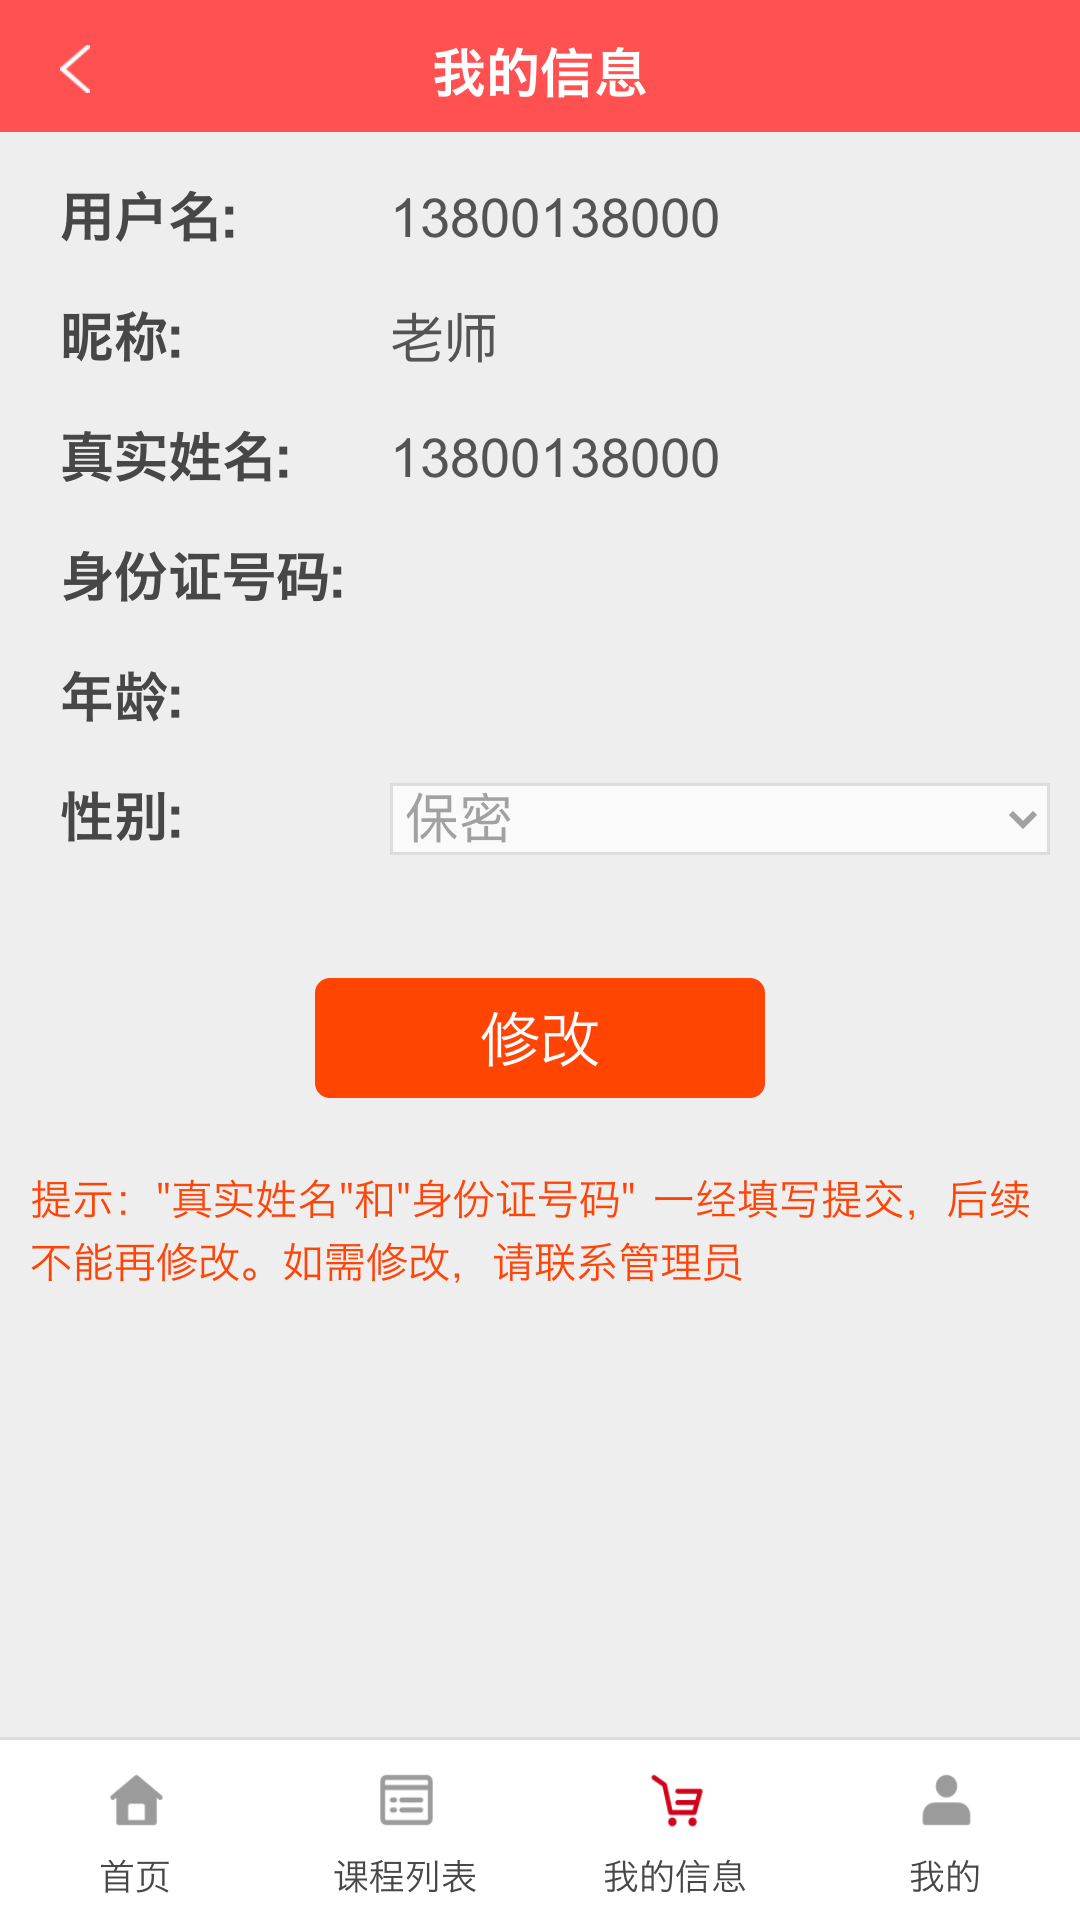 我的信息
用户名: 13800138000
昵称: 老师
真实姓名: 13800138000
身份证号码:
年龄:
性别: 保密
修改
提示："真实姓名"和"身份证号码" 一经填写提交，后续
不能再修改。如需修改，请联系管理员
首页 课程列表 我的信息 我的